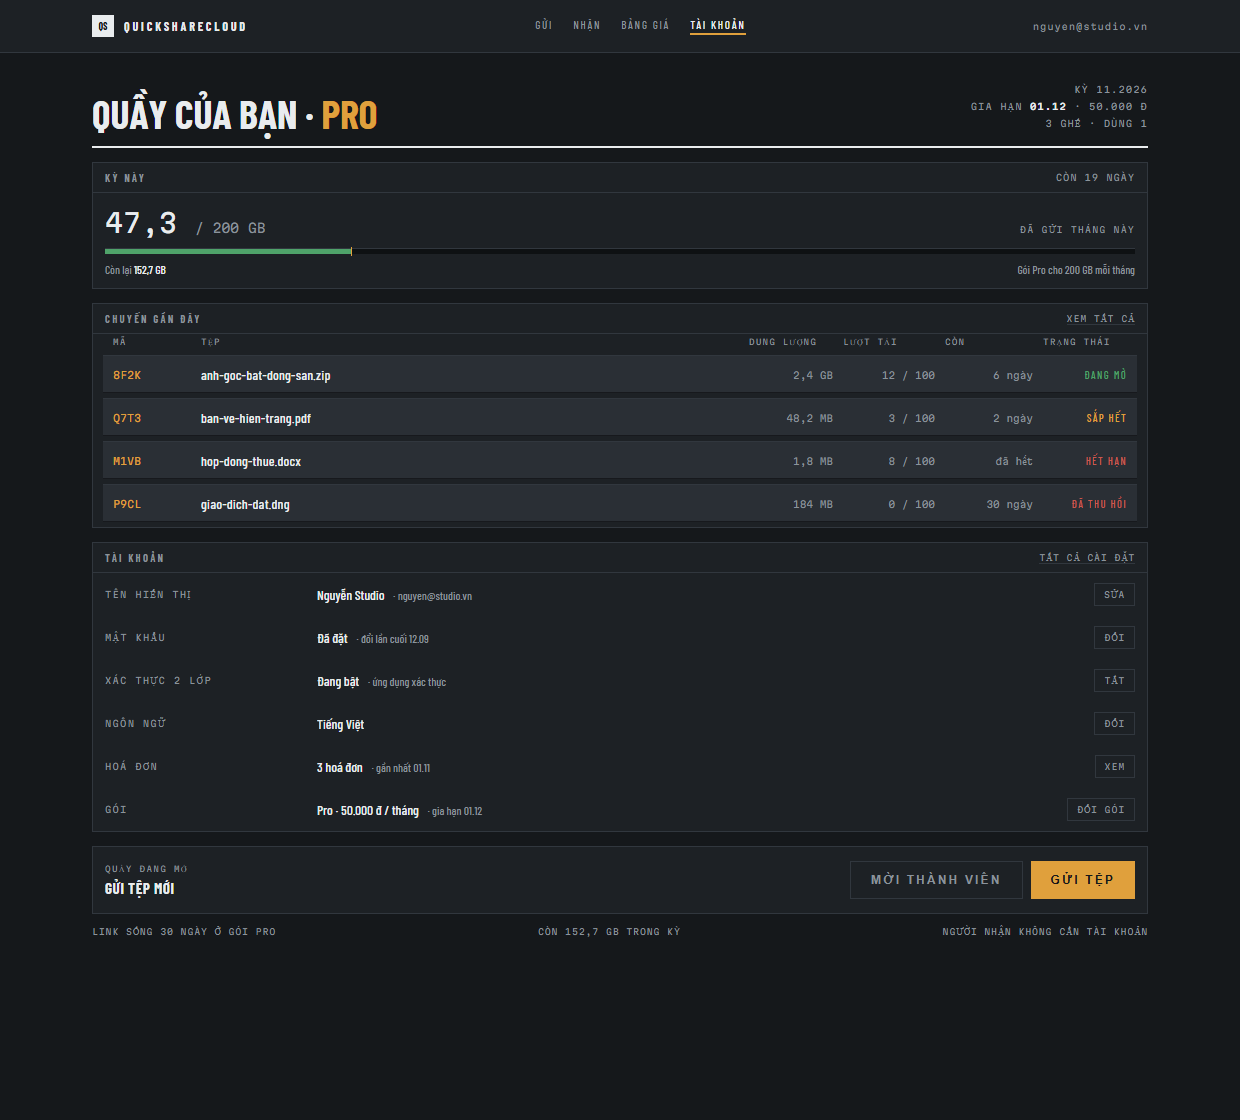 QS QUICKSHARECLOUD GỬI NHẬN BẢNG GIÁ TÀI KHOẢN nguyen@studio.vn
KỲ 11.2026
QUẦY CỦA BẠN · PRO
GIA HẠN 01.12 · 50.000 Đ
3 GHẾ · DÙNG 1
KỲ NÀY CÒN 19 NGÀY
47,3 / 200 GB ĐÃ GỬI THÁNG NÀY
Còn lại 152,7 GB Gói Pro cho 200 GB mỗi tháng
CHUYẾN GẦN ĐÂY XEM TẤT CẢ
MÃ TỆP DUNG LƯỢNG LƯỢT TẢI CÒN TRẠNG THÁI
8F2K anh-goc-bat-dong-san.zip 2,4 GB 12 / 100 6 ngày ĐANG MỞ
Q7T3 ban-ve-hien-trang.pdf 48,2 MB 3 / 100 2 ngày SẮP HẾT
M1VB hop-dong-thue.docx 1,8 MB 8 / 100 đã hết HẾT HẠN
P9CL giao-dich-dat.dng 184 MB 0 / 100 30 ngày ĐÃ THU HỒI
TÀI KHOẢN TẤT CẢ CÀI ĐẶT
TÊN HIỂN THỊ Nguyễn Studio · nguyen@studio.vn SỬA
MẬT KHẨU Đã đặt · đổi lần cuối 12.09 ĐỔI
XÁC THỰC 2 LỚP Đang bật · ứng dụng xác thực TẮT
NGÔN NGỮ Tiếng Việt ĐỔI
HOÁ ĐƠN 3 hoá đơn · gần nhất 01.11 XEM
GÓI Pro · 50.000 đ / tháng · gia hạn 01.12 ĐỔI GÓI
QUẦY ĐANG MỞ
GỬI TỆP MỚI MỜI THÀNH VIÊN GỬI TỆP
LINK SỐNG 30 NGÀY Ở GÓI PRO CÒN 152,7 GB TRONG KỲ NGƯỜI NHẬN KHÔNG CẦN TÀI KHOẢN